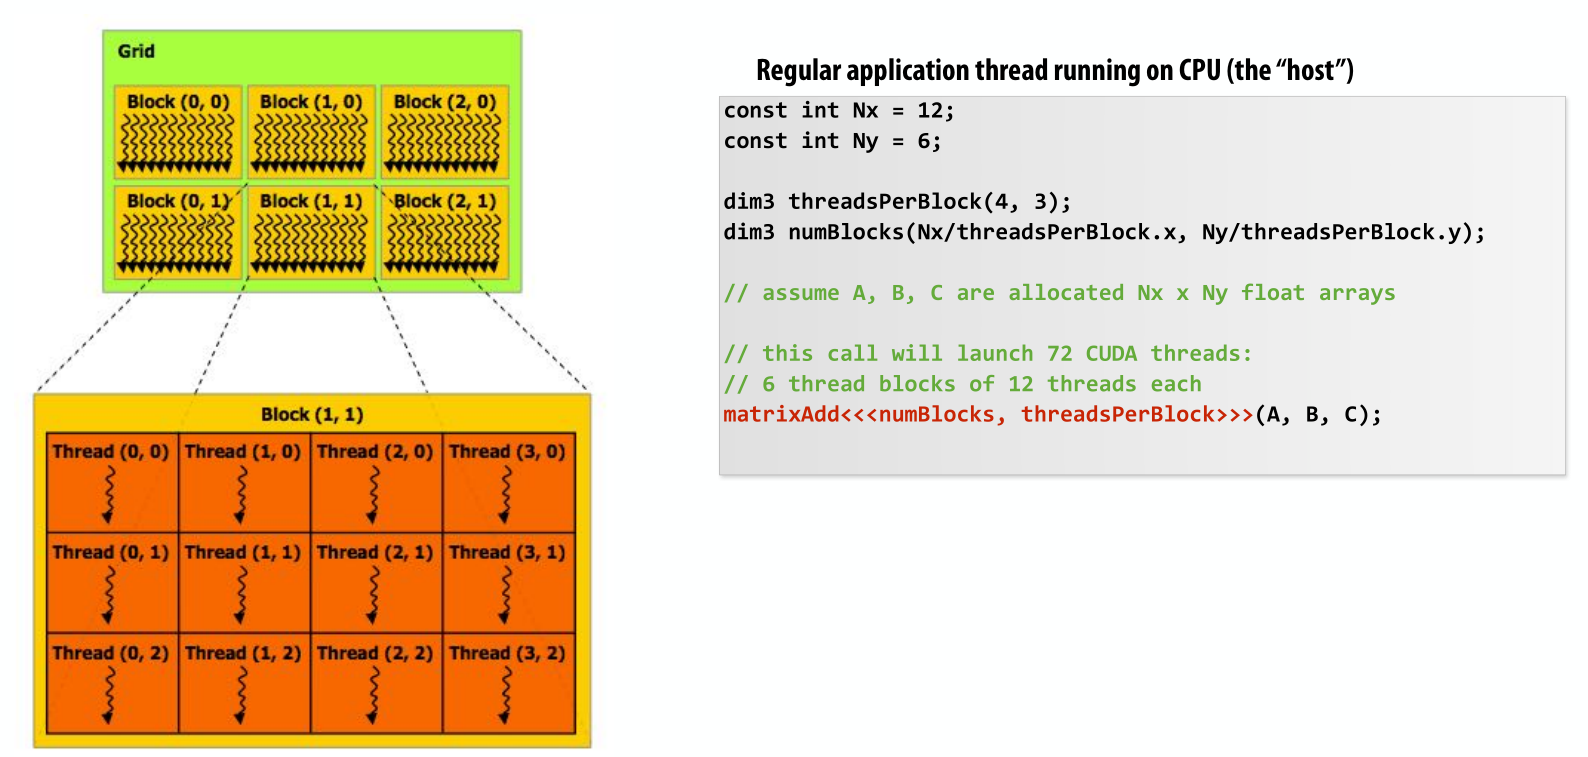 Grid
Block (0, 0) Block (1, 0) Block (2, 0)
Block (0, 1) Block (1, 1) Block (2, 1)
Block (1, 1)
Thread (0, 0) Thread (1, 0) Thread (2, 0) Thread (3, 0)
Thread (0, 1) Thread (1, 1) Thread (2, 1) Thread (3, 1)
Thread (0, 2) Thread (1, 2) Thread (2, 2) Thread (3, 2)
Regular application thread running on CPU (the “host”)
const int Nx = 12;
const int Ny = 6;
dim3 threadsPerBlock(4, 3);
dim3 numBlocks(Nx/threadsPerBlock.x, Ny/threadsPerBlock.y);
// assume A, B, C are allocated Nx x Ny float arrays
// this call will launch 72 CUDA threads:
// 6 thread blocks of 12 threads each
matrixAdd<<<numBlocks, threadsPerBlock>>>(A, B, C);